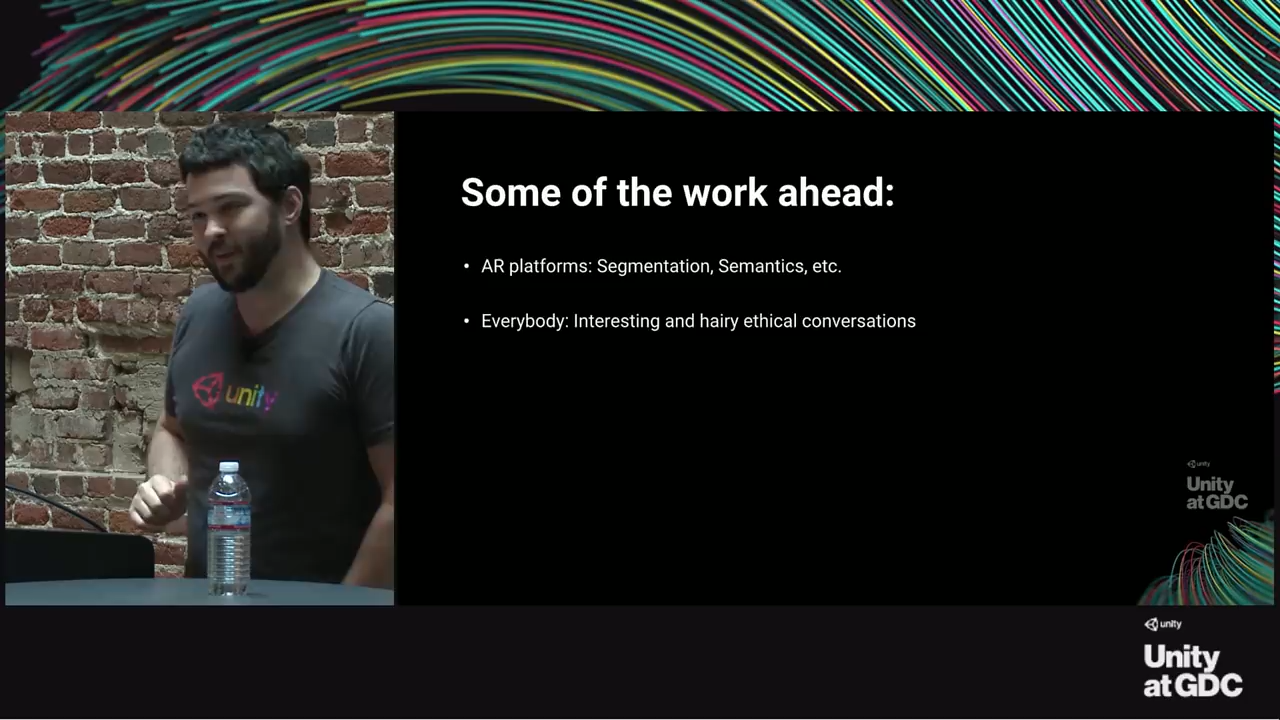 Some of the work ahead:
• AR platforms: Segmentation, Semantics, etc.
• Everybody: Interesting and hairy ethical conversations
unity
unity
Unity
at GDC
unity
Unity
at GDC